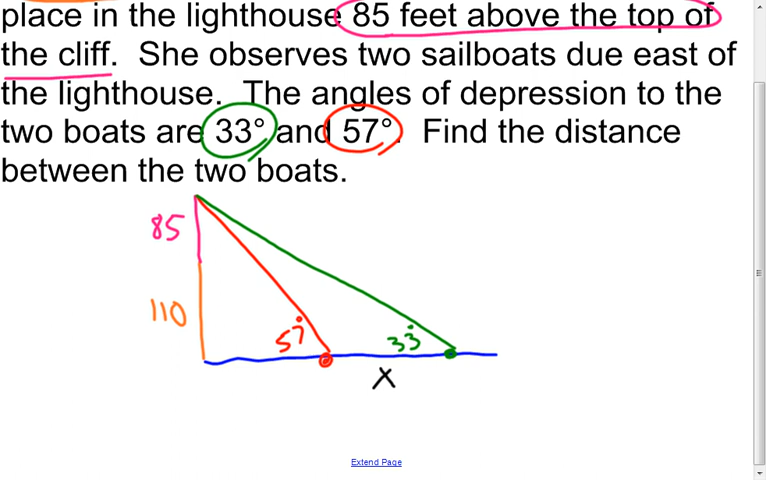 place in the lighthouse 85 feet above the top of
the cliff. She observes two sailboats due east of
the lighthouse. The angles of depression to the
two boats are 33° and 57°. Find the distance
between the two boats.
85
110
57°
33°
X
Extend Page